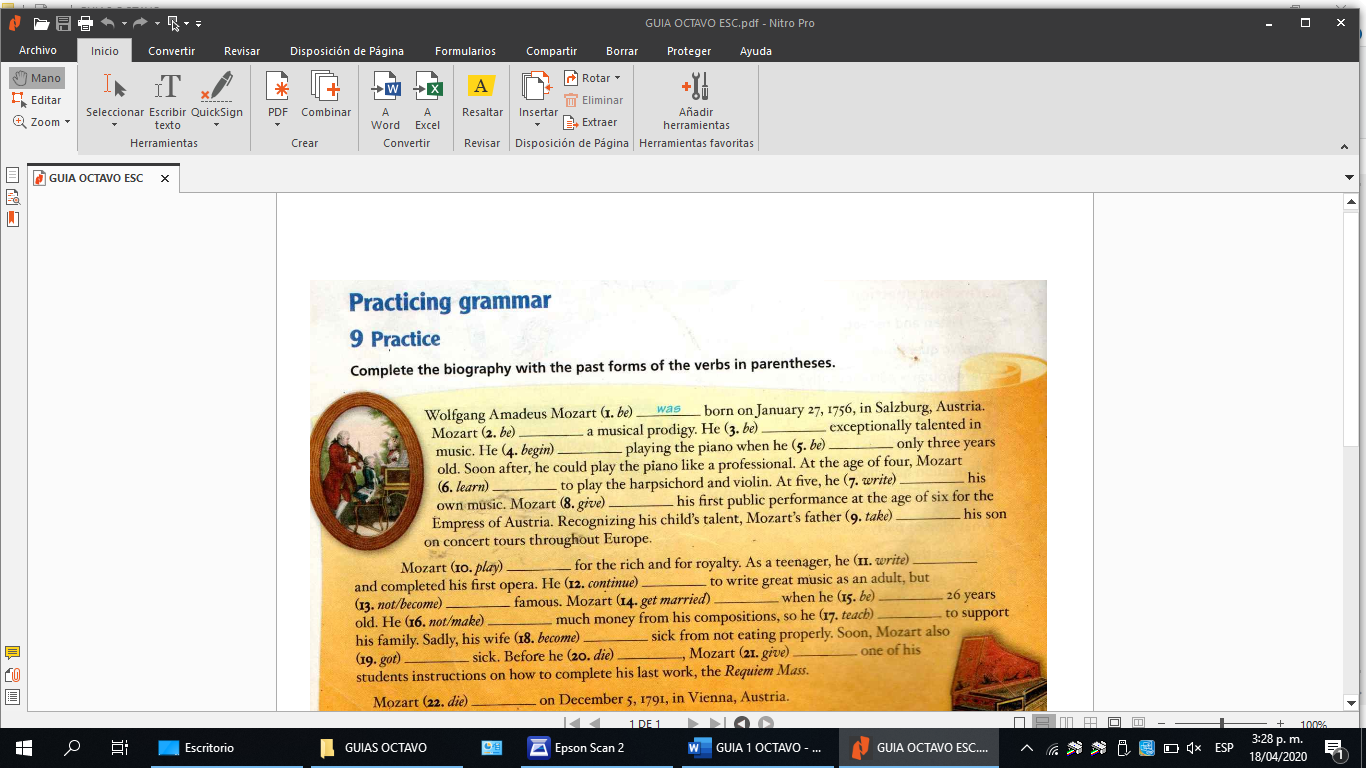 GUIA OCTAVO ESC.pdf - Nitro Pro
Archivo Inicio Convertir Revisar Disposición de Página Formularios Compartir Borrar Proteger Ayuda
Mano
Editar
Zoom
Seleccionar Escribir texto QuickSign
Herramientas
PDF Combinar
Crear
A Word A Excel
Convertir
Resaltar
Revisar
Insertar Rotar Eliminar Extraer
Disposición de Página
Añadir herramientas
Herramientas favoritas
GUIA OCTAVO ESC
Practicing grammar
9 Practice
Complete the biography with the past forms of the verbs in parentheses.
Wolfgang Amadeus Mozart (1. be) was born on January 27, 1756, in Salzburg, Austria.
Mozart (2. be) ________ a musical prodigy. He (3. be) ________ exceptionally talented in
music. He (4. begin) ________ playing the piano when he (5. be) ________ only three years
old. Soon after, he could play the piano like a professional. At the age of four, Mozart
(6. learn) ________ to play the harpsichord and violin. At five, he (7. write) ________ his
own music. Mozart (8. give) ________ his first public performance at the age of six for the
Empress of Austria. Recognizing his child's talent, Mozart's father (9. take) ________ his son
on concert tours throughout Europe.
Mozart (10. play) ________ for the rich and for royalty. As a teenager, he (11. write) ________
and completed his first opera. He (12. continue) ________ to write great music as an adult, but
(13. not/become) ________ famous. Mozart (14. get married) ________ when he (15. be) ________ 26 years
old. He (16. not/make) ________ much money from his compositions, so he (17. teach) ________ to support
his family. Sadly, his wife (18. become) ________ sick from not eating properly. Soon, Mozart also
(19. got) ________ sick. Before he (20. die) ________, Mozart (21. give) ________ one of his
students instructions on how to complete his last work, the Requiem Mass.
Mozart (22. die) ________ on December 5, 1791, in Vienna, Austria.
1 DE 1
100%
Escritorio GUIAS OCTAVO Epson Scan 2 GUIA 1 OCTAVO - ... GUIA OCTAVO ESC.... ESP 3:28 p. m.
18/04/2020
1